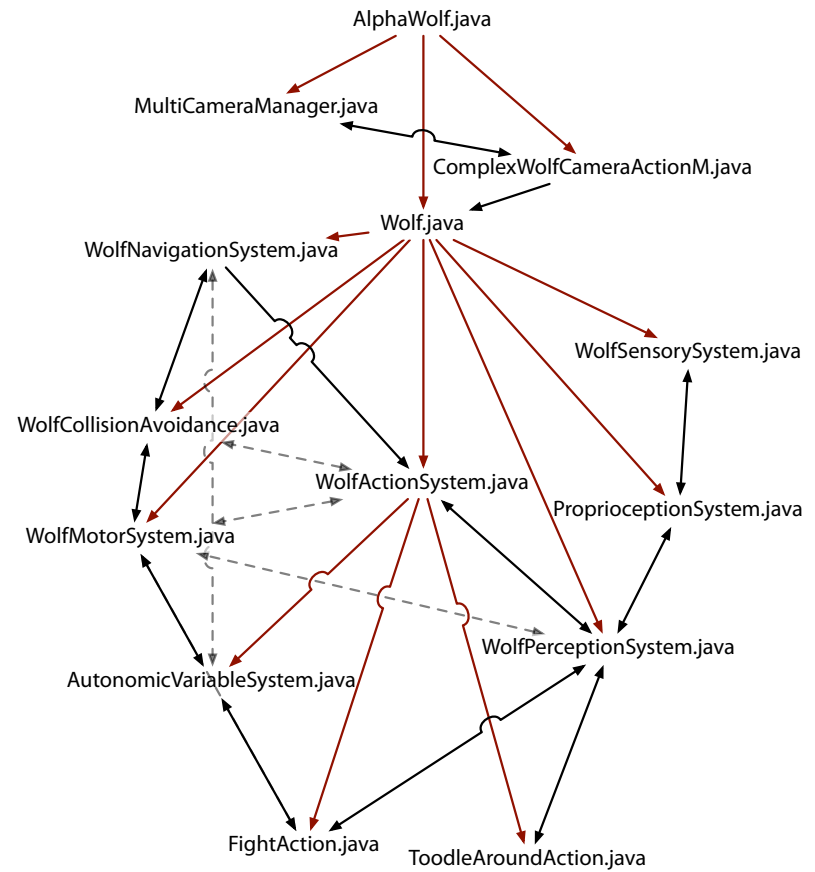 AlphaWolf.java
MultiCameraManager.java
ComplexWolfCameraActionM.java
Wolf.java
WolfNavigationSystem.java
WolfSensorySystem.java
WolfCollisionAvoidance.java
WolfActionSystem.java
ProprioceptionSystem.java
WolfMotorSystem.java
WolfPerceptionSystem.java
AutonomicVariableSystem.java
FightAction.java
ToodleAroundAction.java